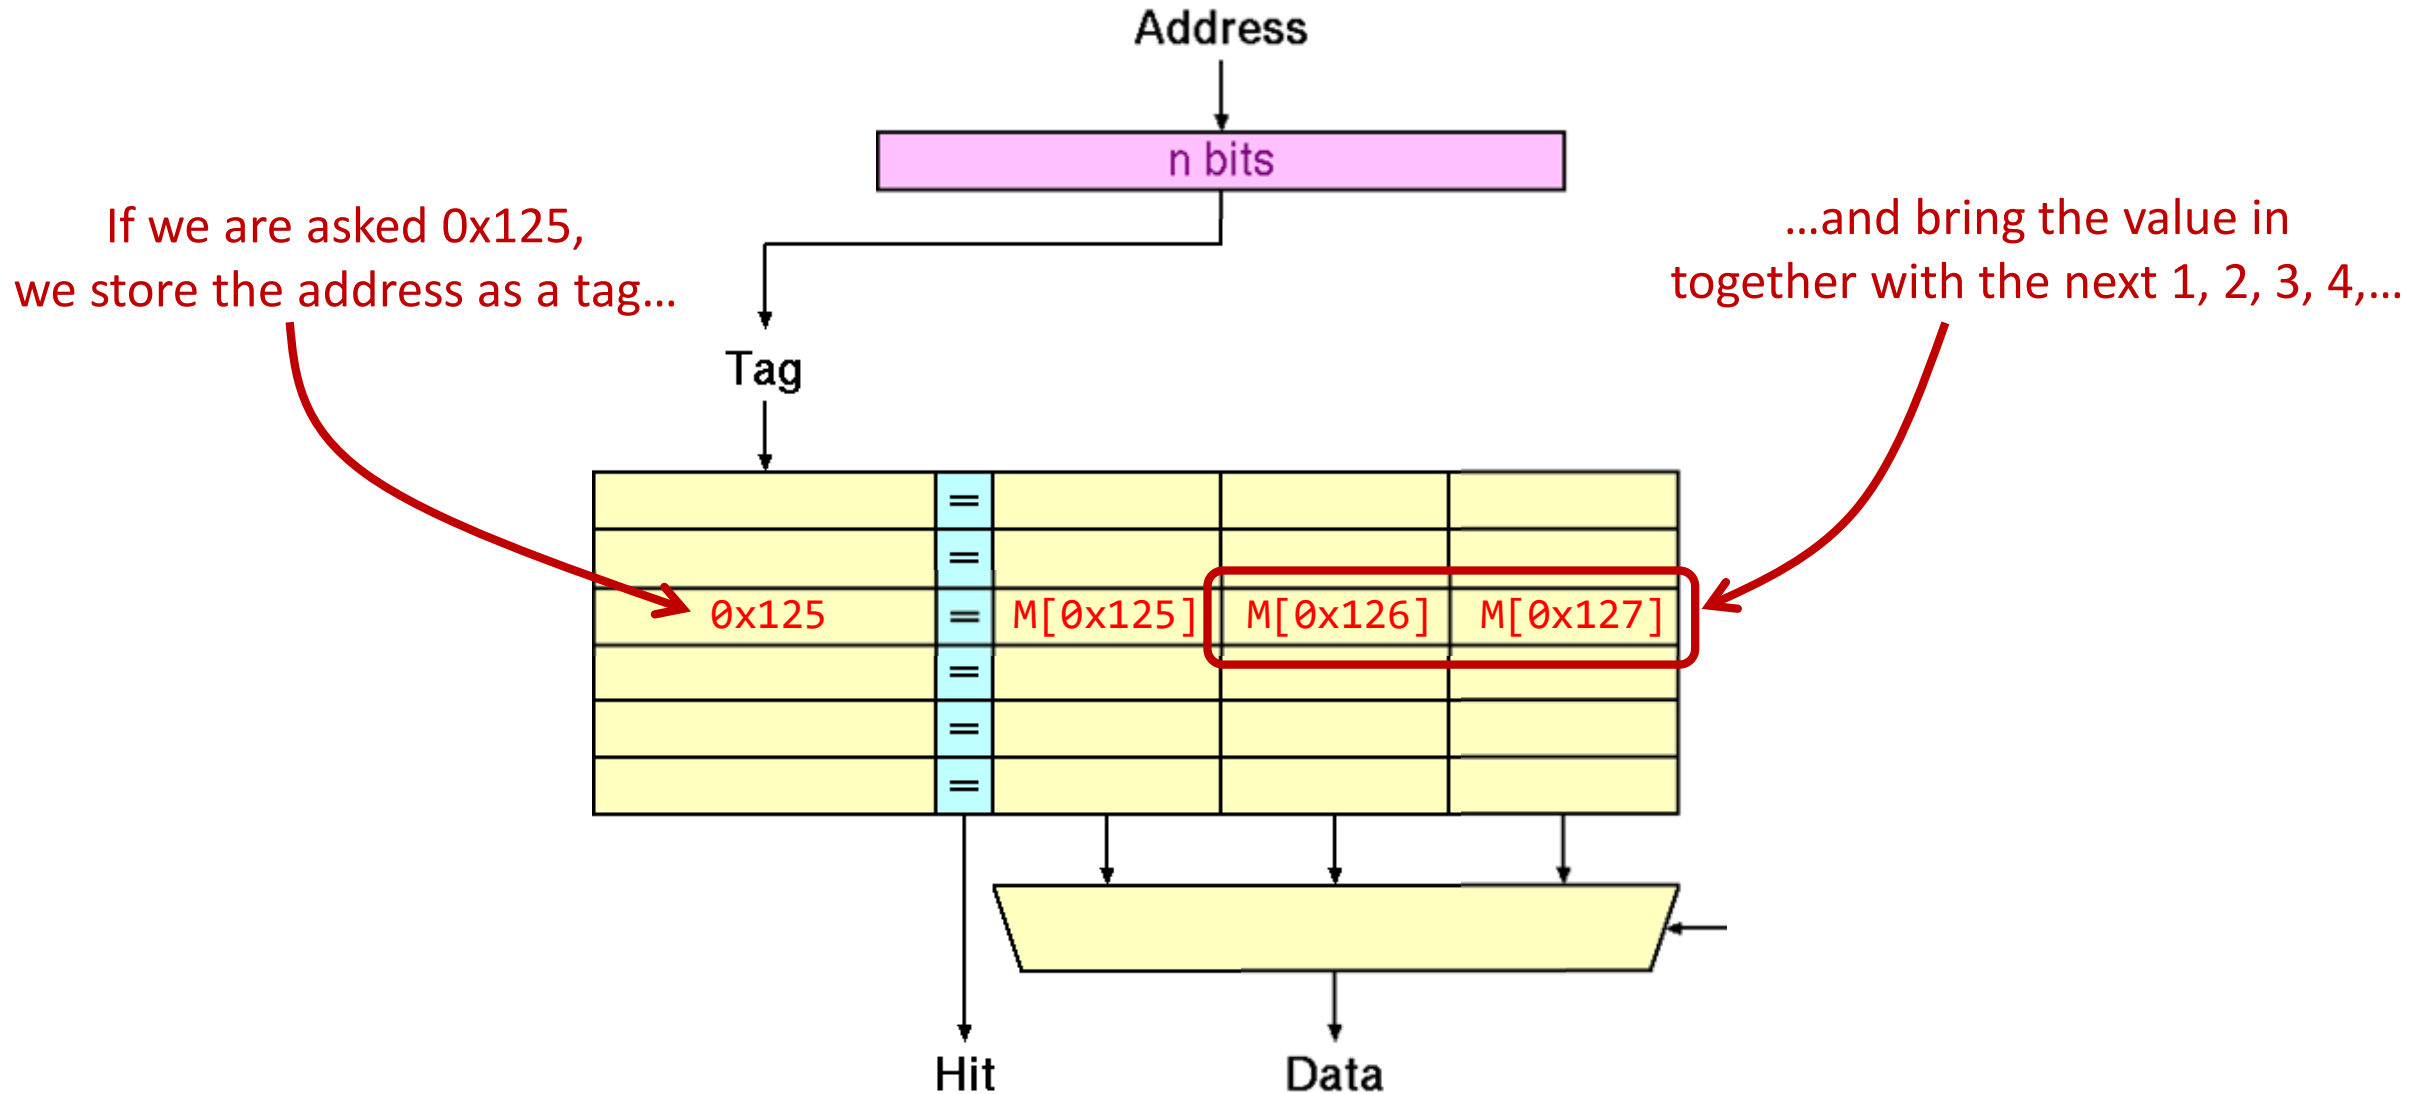 Address
n bits
If we are asked 0x125,
we store the address as a tag...
...and bring the value in
together with the next 1, 2, 3, 4,...
Tag
=
=
0x125 = M[0x125] M[0x126] M[0x127]
=
=
=
Hit Data